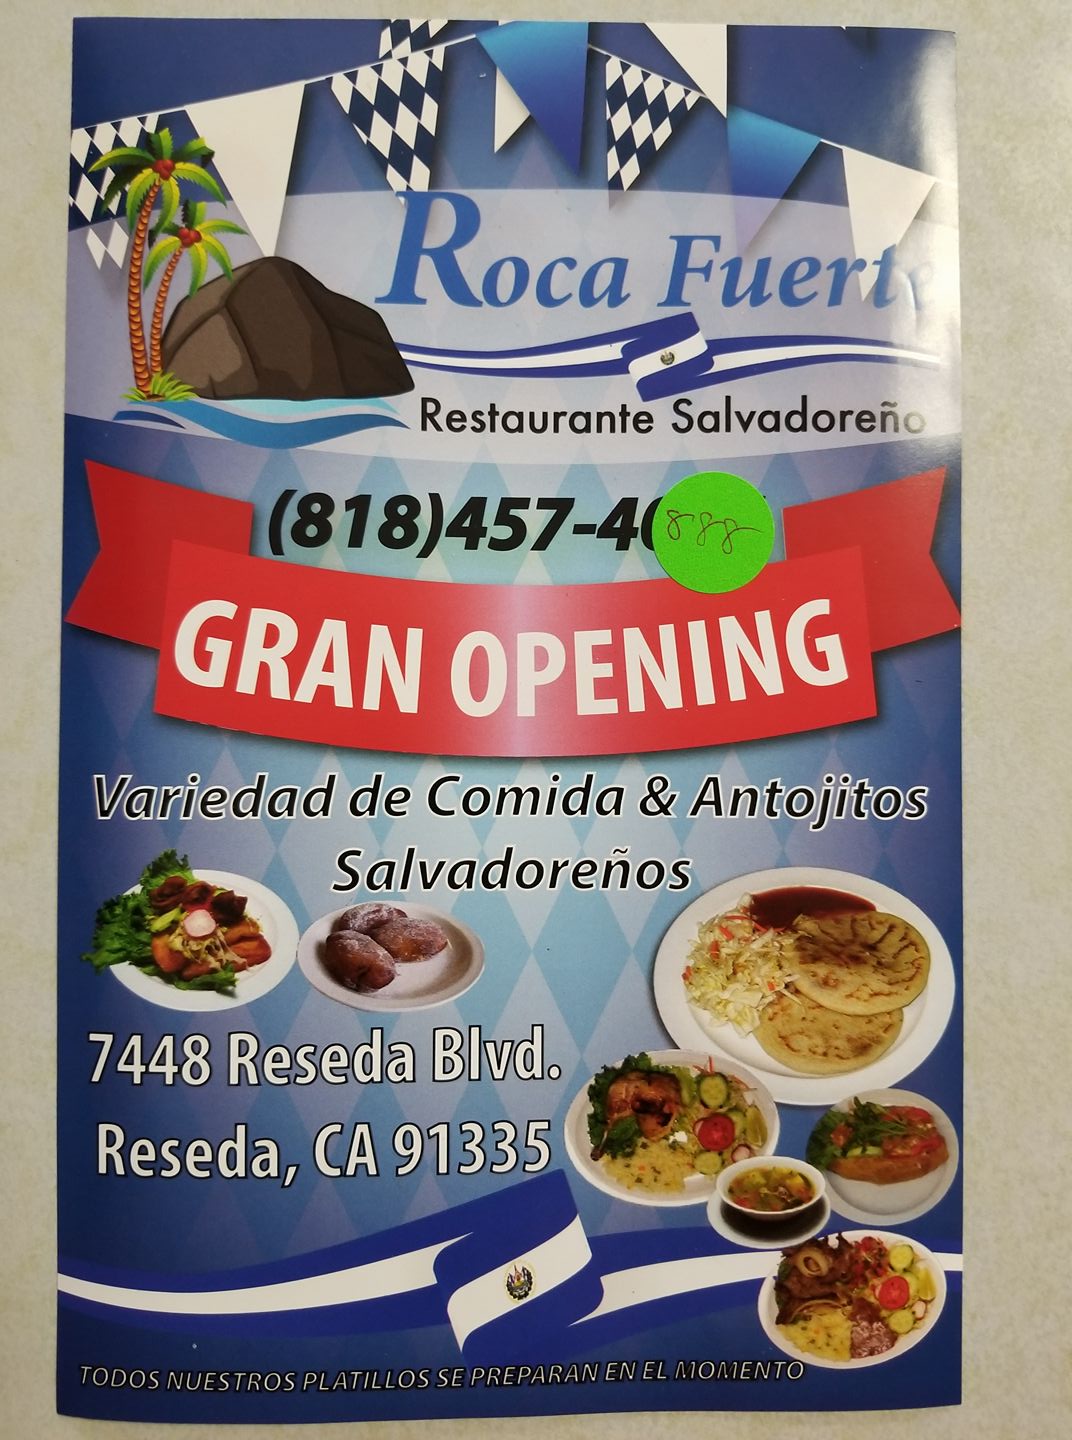 Roca Fuerte
Restaurante Salvadoreño
(818)457-40
888
GRAN OPENING
Variedad de Comida & Antojitos
Salvadoreños
7448 Reseda Blvd.
Reseda, CA 91335
TODOS NUESTROS PLATILLOS SE PREPARAN EN EL MOMENTO